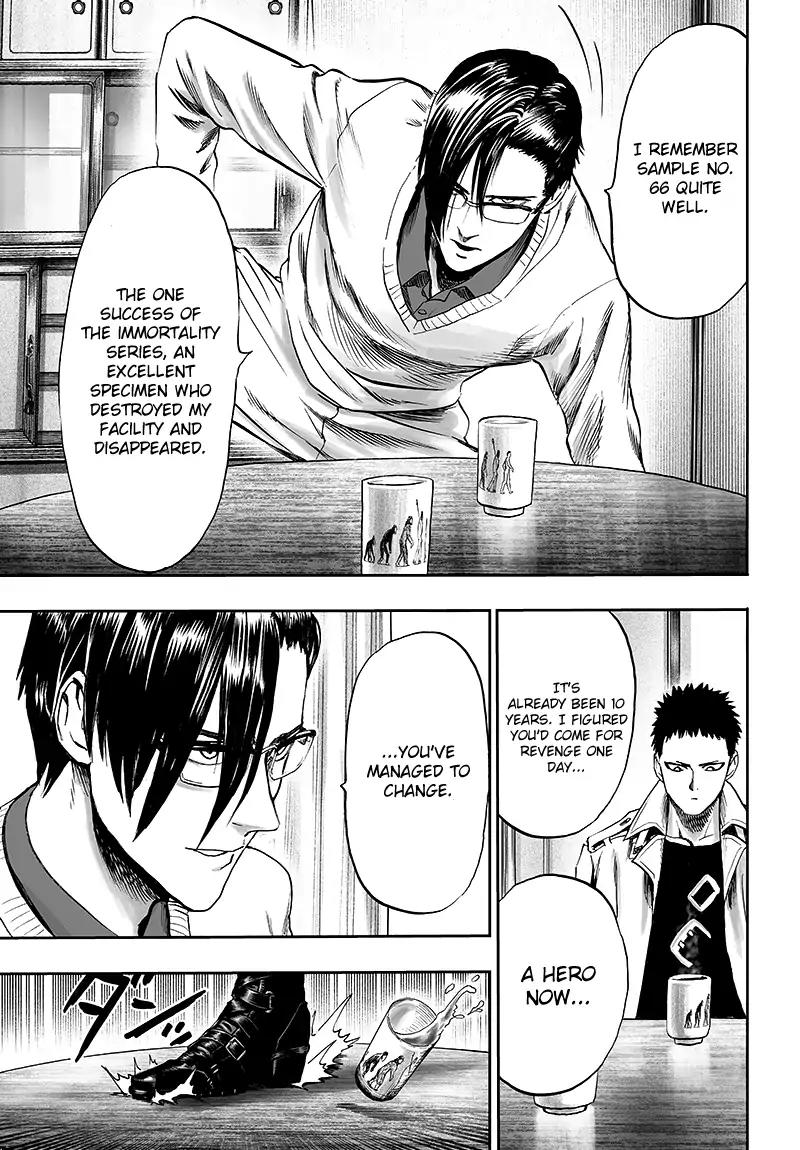 I REMEMBER
SAMPLE NO.
66 QUITE
WELL.
THE ONE
SUCCESS OF
THE IMMORTALITY
SERIES, AN
EXCELLENT
SPECIMEN WHO
DESTROYED MY
FACILITY AND
DISAPPEARED.
IT'S
ALREADY BEEN 10
YEARS. I FIGURED
YOU'D COME FOR
REVENGE ONE
DAY...
A HERO
NOW...
...YOU'VE
MANAGED TO
CHANGE.
ダン